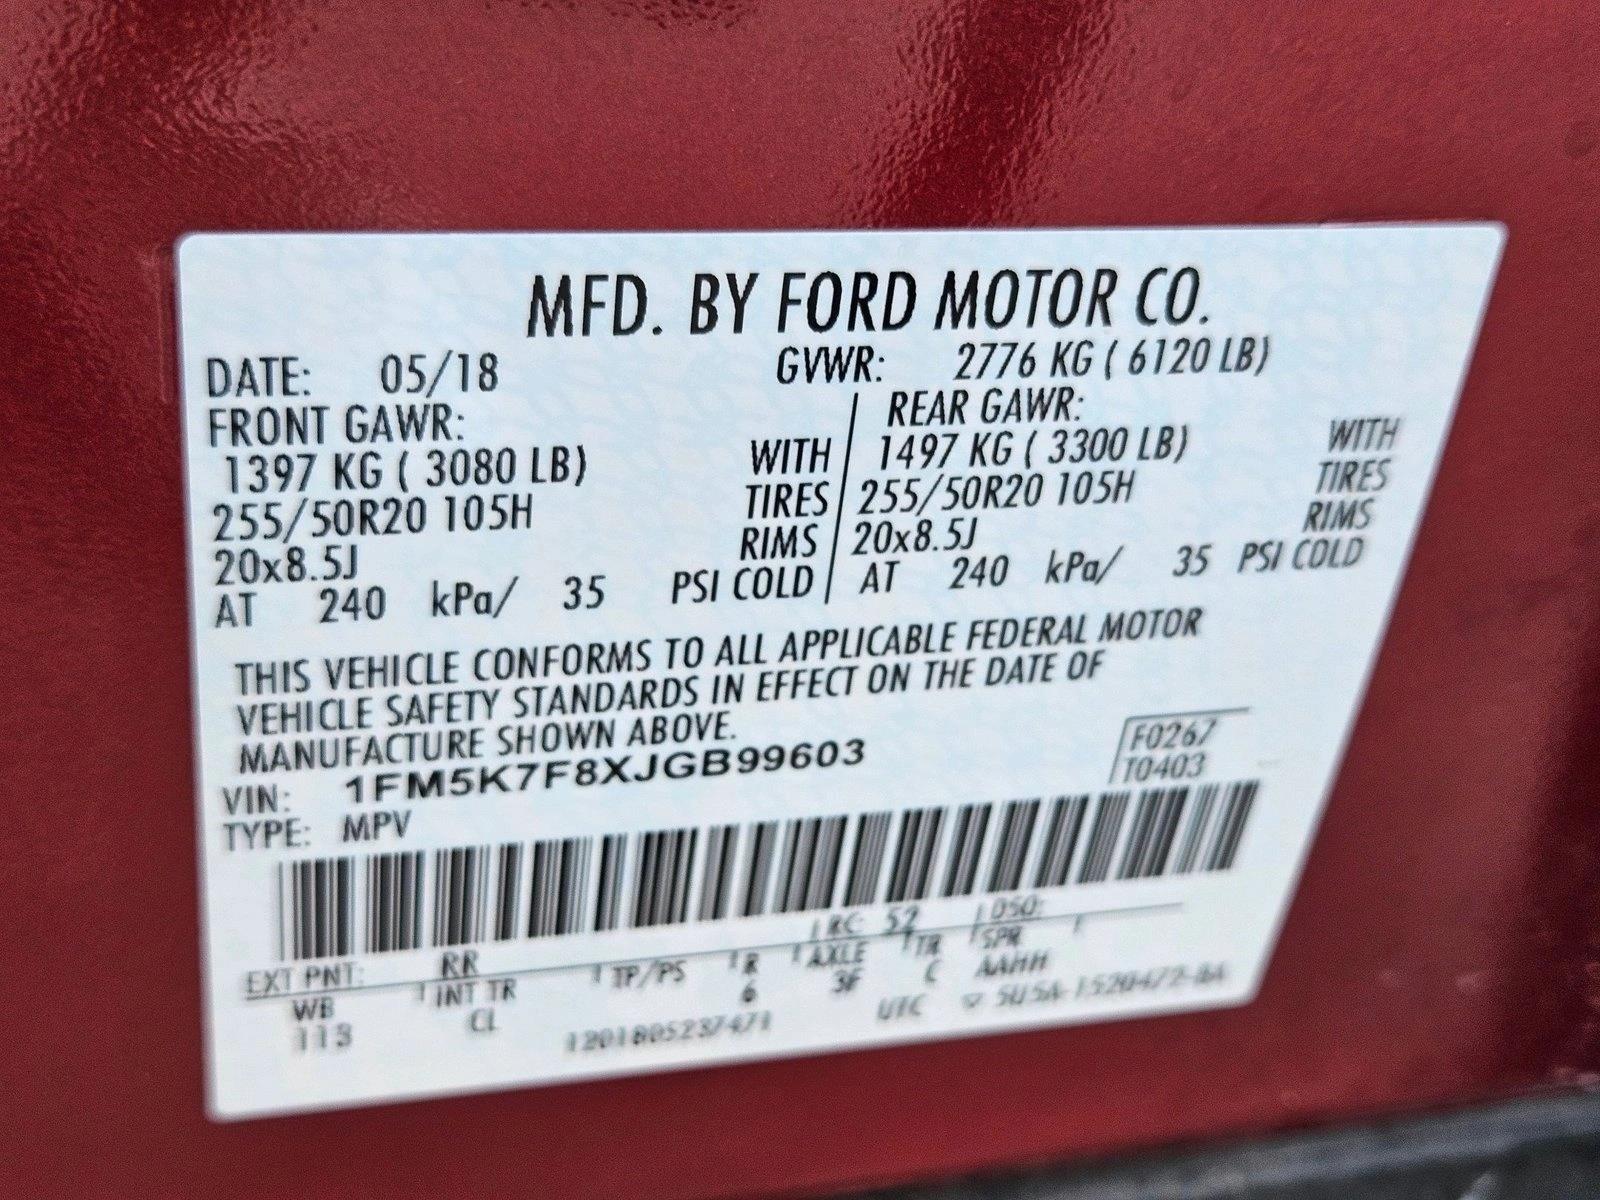 MFD. BY FORD MOTOR CO.
DATE: 05/18 GVWR: 2776 KG ( 6120 LB)
FRONT GAWR: REAR GAWR:
1397 KG ( 3080 LB) WITH 1497 KG ( 3300 LB) WITH
255/50R20 105H TIRES 255/50R20 105H TIRES
20x8.5J RIMS 20x8.5J RIMS
AT 240 kPa/ 35 PSI COLD AT 240 kPa/ 35 PSI COLD
THIS VEHICLE CONFORMS TO ALL APPLICABLE FEDERAL MOTOR
VEHICLE SAFETY STANDARDS IN EFFECT ON THE DATE OF
MANUFACTURE SHOWN ABOVE.
VIN: 1FM5K7F8XJGB99603 F0267
TYPE: MPV T0403
EXT PNT: RR RC: 52 DSO:
WB INT TR TP/PS R AXLE TR SPR
113 CL 6 3F C AAHH
1201805237471 UTC